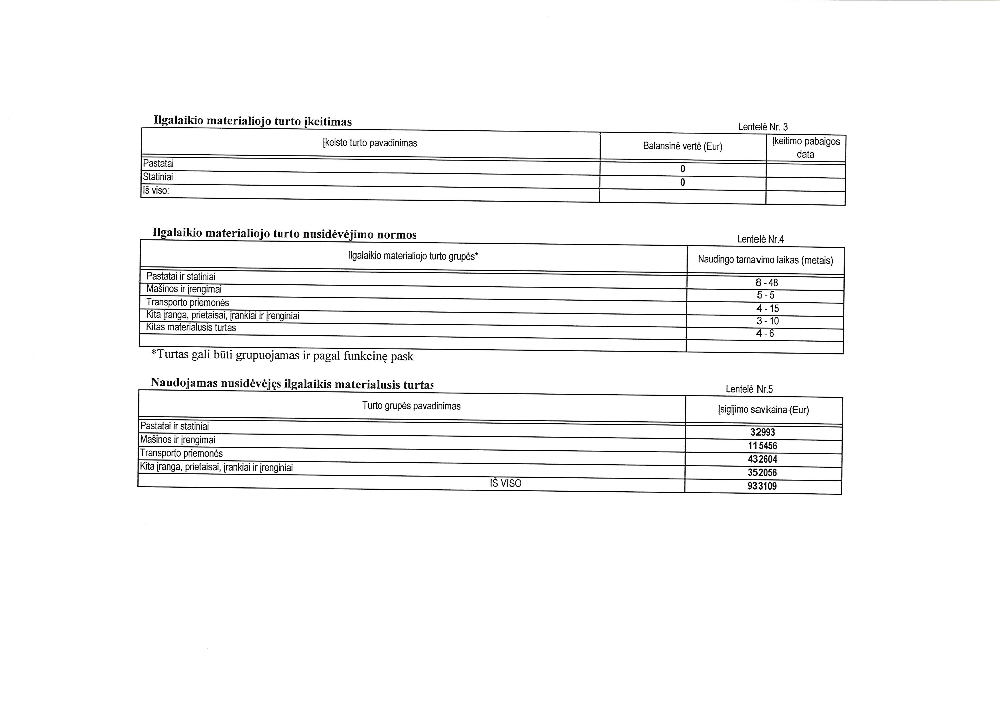 Ilgalaikio materialiojo turto įkeitimas
Lentelė Nr. 3
Įkeisto turto pavadinimas Balansinė vertė (Eur) Įkeitimo pabaigos
data
Pastatai 0
Statiniai 0
Iš viso:
Ilgalaikio materialiojo turto nusidėvėjimo normos
Lentelė Nr.4
Ilgalaikio materialiojo turto grupės* Naudingo tarnavimo laikas (metais)
Pastatai ir statiniai 8 - 48
Mašinos ir įrengimai 5 - 5
Transporto priemonės 4 - 15
Kita įranga, prietaisai, įrankiai ir įrenginiai 3 - 10
Kitas materialusis turtas 4 - 6
*Turtas gali būti grupuojamas ir pagal funkcinę pask
Naudojamas nusidėvėjęs ilgalaikis materialusis turtas
Lentelė Nr.5
Turto grupės pavadinimas Įsigijimo savikaina (Eur)
Pastatai ir statiniai 32993
Mašinos ir įrengimai 115456
Transporto priemonės 432604
Kita įranga, prietaisai, įrankiai ir įrenginiai 352056
IŠ VISO 933109